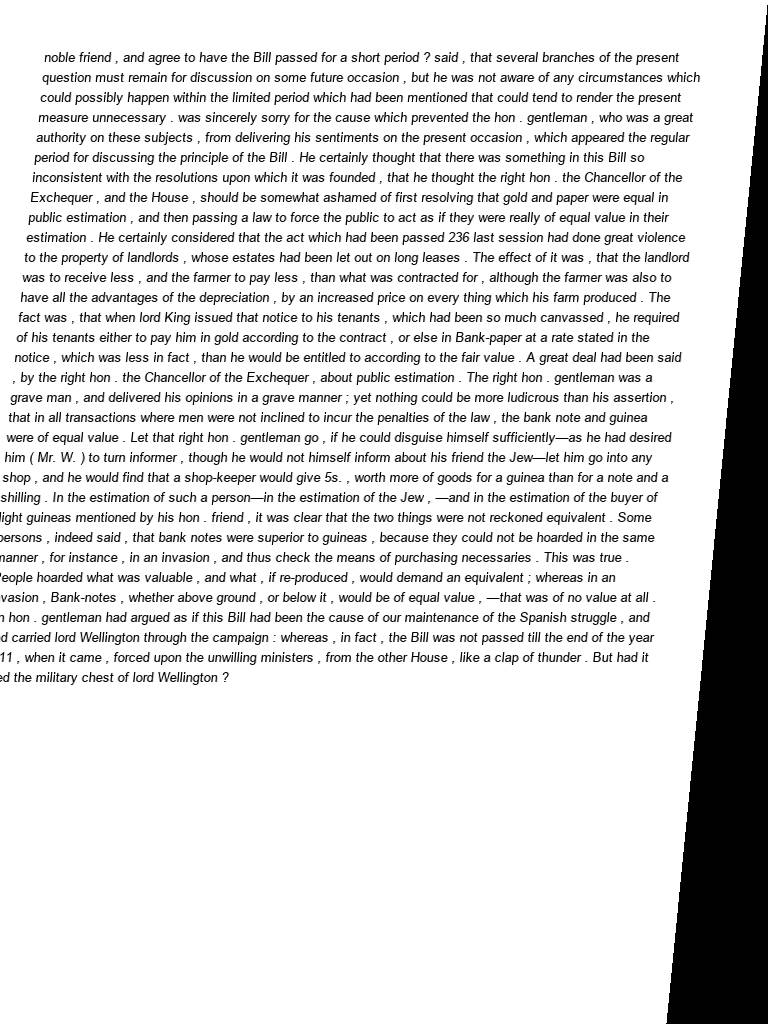 noble friend , and agree to have the Bill passed for a short period ? said , that several branches of the present
question must remain for discussion on some future occasion , but he was not aware of any circumstances which
could possibly happen within the limited period which had been mentioned that could tend to render the present
measure unnecessary . was sincerely sorry for the cause which prevented the hon . gentleman , who was a great
authority on these subjects , from delivering his sentiments on the present occasion , which appeared the regular
period for discussing the principle of the Bill . He certainly thought that there was something in this Bill so
inconsistent with the resolutions upon which it was founded , that he thought the right hon . the Chancellor of the
Exchequer , and the House , should be somewhat ashamed of first resolving that gold and paper were equal in
public estimation , and then passing a law to force the public to act as if they were really of equal value in their
estimation . He certainly considered that the act which had been passed 236 last session had done great violence
to the property of landlords , whose estates had been let out on long leases . The effect of it was , that the landlord
was to receive less , and the farmer to pay less , than what was contracted for , although the farmer was also to
have all the advantages of the depreciation , by an increased price on every thing which his farm produced . The
fact was , that when lord King issued that notice to his tenants , which had been so much canvassed , he required
of his tenants either to pay him in gold according to the contract , or else in Bank-paper at a rate stated in the
notice , which was less in fact , than he would be entitled to according to the fair value . A great deal had been said
, by the right hon . the Chancellor of the Exchequer , about public estimation . The right hon . gentleman was a
grave man , and delivered his opinions in a grave manner ; yet nothing could be more ludicrous than his assertion ,
that in all transactions where men were not inclined to incur the penalties of the law , the bank note and guinea
were of equal value . Let that right hon . gentleman go , if he could disguise himself sufficiently—as he had desired
him ( Mr. W. ) to turn informer , though he would not himself inform about his friend the Jew—let him go into any
shop , and he would find that a shop-keeper would give 5s. , worth more of goods for a guinea than for a note and a
shilling . In the estimation of such a person—in the estimation of the Jew , —and in the estimation of the buyer of
light guineas mentioned by his hon . friend , it was clear that the two things were not reckoned equivalent . Some
persons , indeed said , that bank notes were superior to guineas , because they could not be hoarded in the same
manner , for instance , in an invasion , and thus check the means of purchasing necessaries . This was true .
People hoarded what was valuable , and what , if re-produced , would demand an equivalent ; whereas in an
vasion , Bank-notes , whether above ground , or below it , would be of equal value , —that was of no value at all .
hon . gentleman had argued as if this Bill had been the cause of our maintenance of the Spanish struggle , and
carried lord Wellington through the campaign : whereas , in fact , the Bill was not passed till the end of the year
11 , when it came , forced upon the unwilling ministers , from the other House , like a clap of thunder . But had it
the military chest of lord Wellington ?